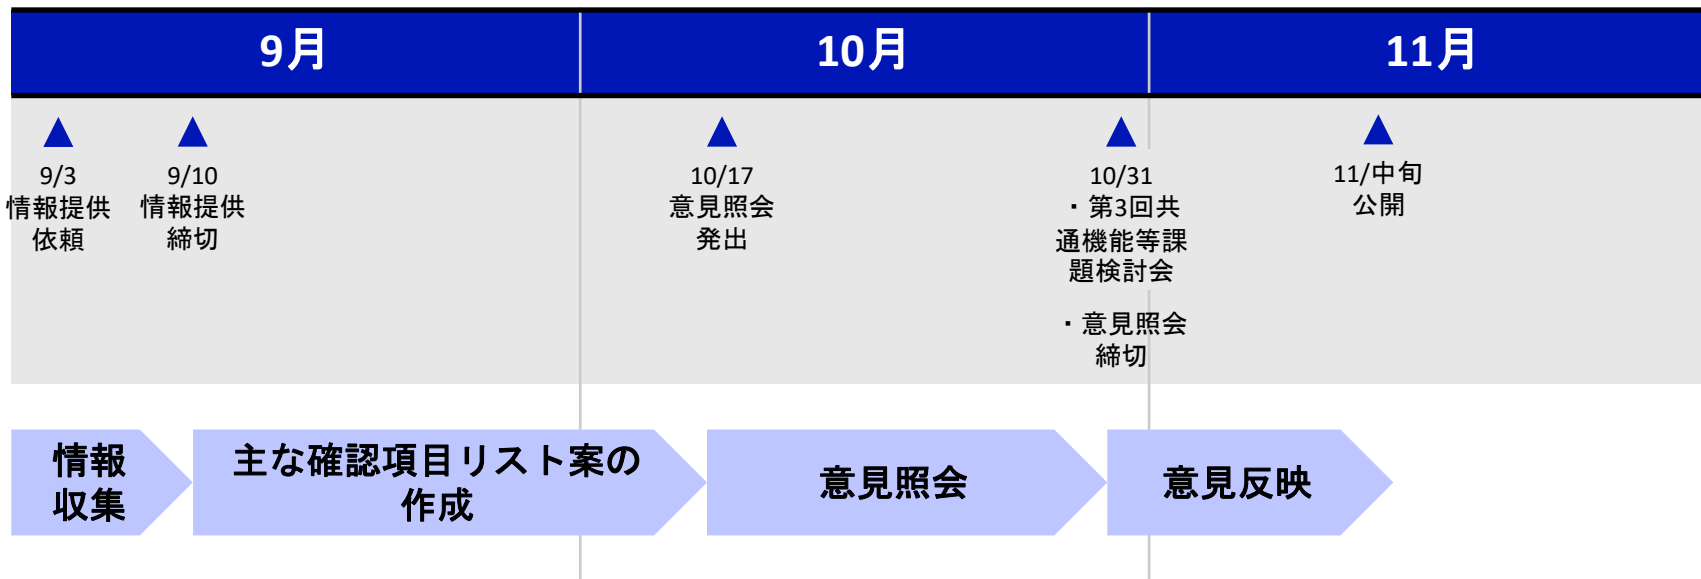 9月
10月
11月
9/3
情報提供
依頼
9/10
情報提供
締切
10/17
意見照会
発出
10/31
・第3回共
通機能等課
題検討会
・意見照会
締切
11/中旬
公開
情報
収集
主な確認項目リスト案の
作成
意見照会
意見反映